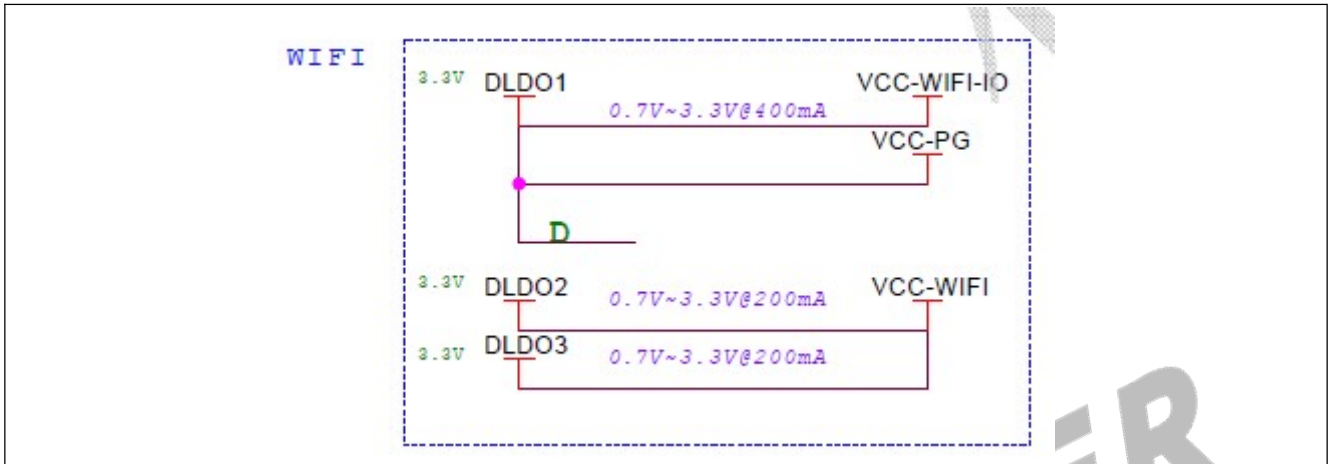 WIFI
3.3V DLDO1 VCC-WIFI-IO
0.7V~3.3V@400mA
VCC-PG
D
3.3V DLDO2 0.7V~3.3V@200mA VCC-WIFI
3.3V DLDO3 0.7V~3.3V@200mA